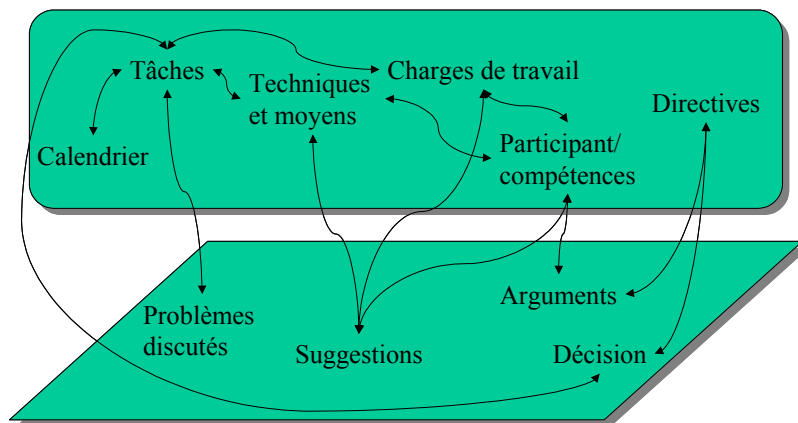 Tâches
Techniques
et moyens
Charges de travail
Directives
Calendrier
Participant/
compétences
Problèmes
discutés
Suggestions
Arguments
Décision